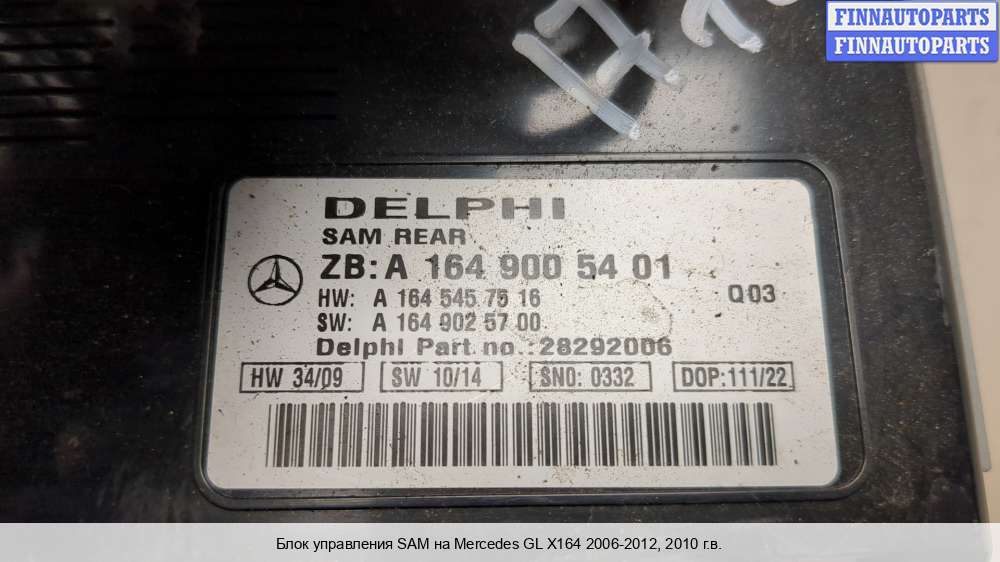 FINNAUTOPARTS
FINNAUTOPARTS
DELPHI
SAM REAR
ZB: A 164 900 54 01
HW: A 164 545 75 16
Q03
SW: A 164 902 57 00
Delphi Part no.:28292006
HW 34/09
SW 10/14
SNO: 0332
DOP:111/22
Блок управления SAM на Mercedes GL X164 2006-2012, 2010 г.в.